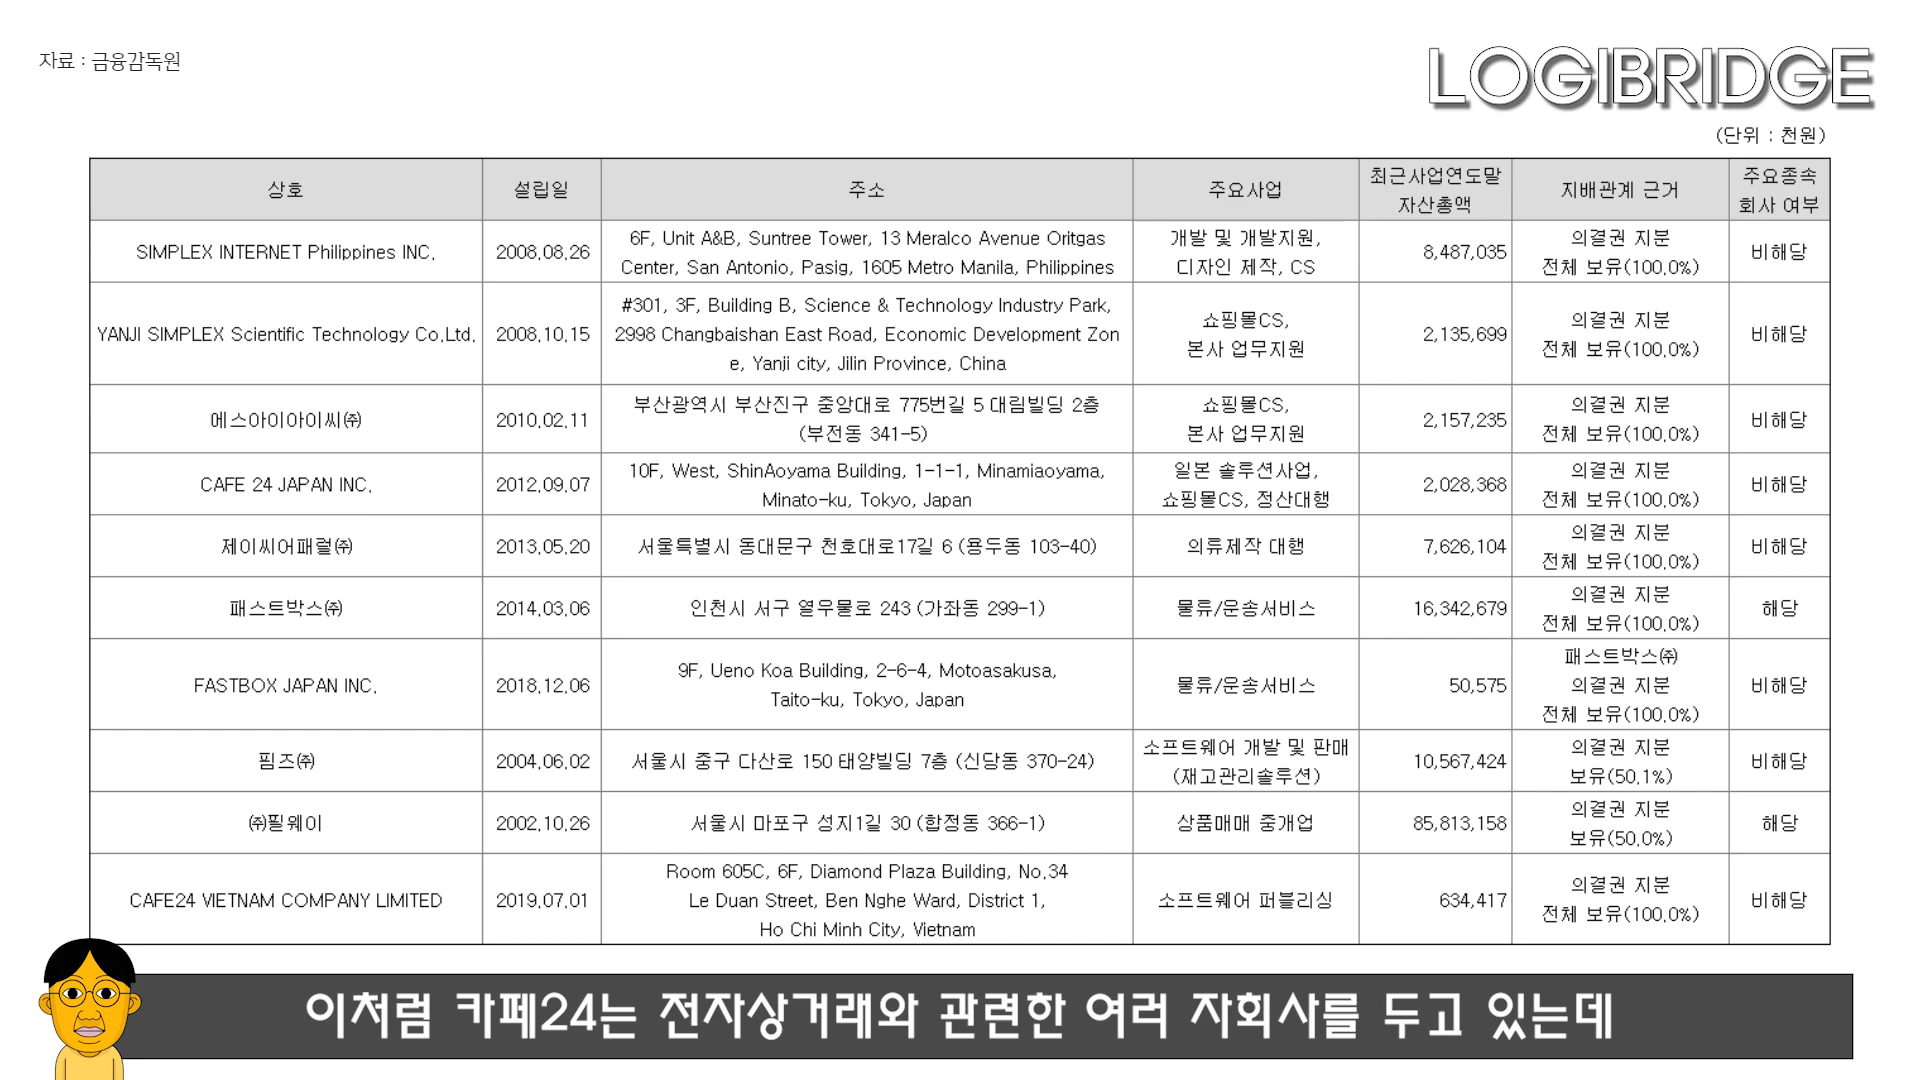 자료 : 금융감독원
LOGIBRIDGE
(단위 : 천원)
상호
설립일
주소
주요사업
최근사업연도말
자산총액
지배관계 근거
주요종속
회사 여부
SIMPLEX INTERNET Philippines INC.
2008.08.26
6F, Unit A&B, Suntree Tower, 13 Meralco Avenue Oritgas
Center, San Antonio, Pasig, 1605 Metro Manila, Philippines
개발 및 개발지원,
디자인 제작, CS
8,487,035
의결권 지분
전체 보유(100.0%)
비해당
YANJI SIMPLEX Scientific Technology Co.Ltd.
2008.10.15
#301, 3F, Building B, Science & Technology Industry Park,
2998 Changbaishan East Road, Economic Development Zon
e, Yanji city, Jilin Province, China
쇼핑몰CS,
본사 업무지원
2,135,699
의결권 지분
전체 보유(100.0%)
비해당
에스아이아이씨㈜
2010.02.11
부산광역시 부산진구 중앙대로 775번길 5 대림빌딩 2층
(부전동 341-5)
쇼핑몰CS,
본사 업무지원
2,157,235
의결권 지분
전체 보유(100.0%)
비해당
CAFE 24 JAPAN INC.
2012.09.07
10F, West, ShinAoyama Building, 1-1-1, Minamiaoyama,
Minato-ku, Tokyo, Japan
일본 솔루션사업,
쇼핑몰CS, 정산대행
2,028,368
의결권 지분
전체 보유(100.0%)
비해당
제이씨어패럴㈜
2013.05.20
서울특별시 동대문구 천호대로17길 6 (용두동 103-40)
의류제작 대행
7,626,104
의결권 지분
전체 보유(100.0%)
비해당
패스트박스㈜
2014.03.06
인천시 서구 열우물로 243 (가좌동 299-1)
물류/운송서비스
16,342,679
의결권 지분
전체 보유(100.0%)
해당
FASTBOX JAPAN INC.
2018.12.06
9F, Ueno Koa Building, 2-6-4, Motoasakusa,
Taito-ku, Tokyo, Japan
물류/운송서비스
50,575
패스트박스㈜
의결권 지분
전체 보유(100.0%)
비해당
핌즈㈜
2004.06.02
서울시 중구 다산로 150 태양빌딩 7층 (신당동 370-24)
소프트웨어 개발 및 판매
(재고관리솔루션)
10,567,424
의결권 지분
보유(50.1%)
비해당
㈜필웨이
2002.10.26
서울시 마포구 성지1길 30 (합정동 366-1)
상품매매 중개업
85,813,158
의결권 지분
보유(50.0%)
해당
CAFE24 VIETNAM COMPANY LIMITED
2019.07.01
Room 605C, 6F, Diamond Plaza Building, No.34
Le Duan Street, Ben Nghe Ward, District 1,
Ho Chi Minh City, Vietnam
소프트웨어 퍼블리싱
634,417
의결권 지분
전체 보유(100.0%)
비해당
이처럼 카페24는 전자상거래와 관련한 여러 자회사를 두고 있는데